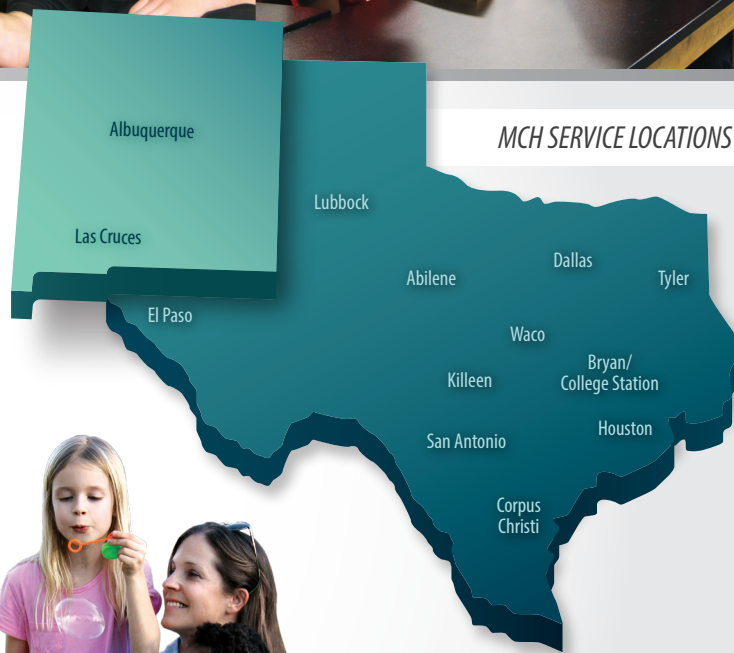 MCH SERVICE LOCATIONS
Albuquerque
Las Cruces
Lubbock
Abilene
Dallas
Tyler
El Paso
Waco
Killeen
Bryan/
College Station
San Antonio
Houston
Corpus
Christi